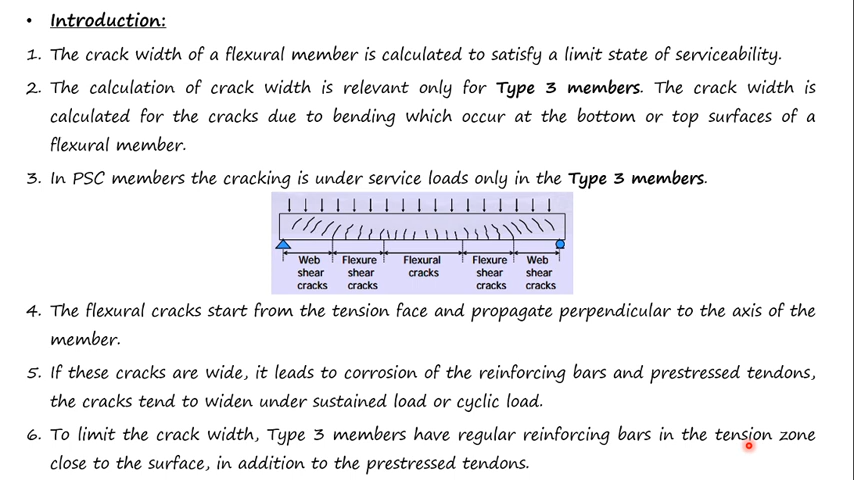 • Introduction:
1. The crack width of a flexural member is calculated to satisfy a limit state of serviceability.
2. The calculation of crack width is relevant only for Type 3 members. The crack width is
calculated for the cracks due to bending which occur at the bottom or top surfaces of a
flexural member.
3. In PSC members the cracking is under service loads only in the Type 3 members.
Web Flexure Flexural Flexure Web
shear shear cracks shear shear
cracks cracks cracks cracks
4. The flexural cracks start from the tension face and propagate perpendicular to the axis of the
member.
5. If these cracks are wide, it leads to corrosion of the reinforcing bars and prestressed tendons,
the cracks tend to widen under sustained load or cyclic load.
6. To limit the crack width, Type 3 members have regular reinforcing bars in the tension zone
close to the surface, in addition to the prestressed tendons.